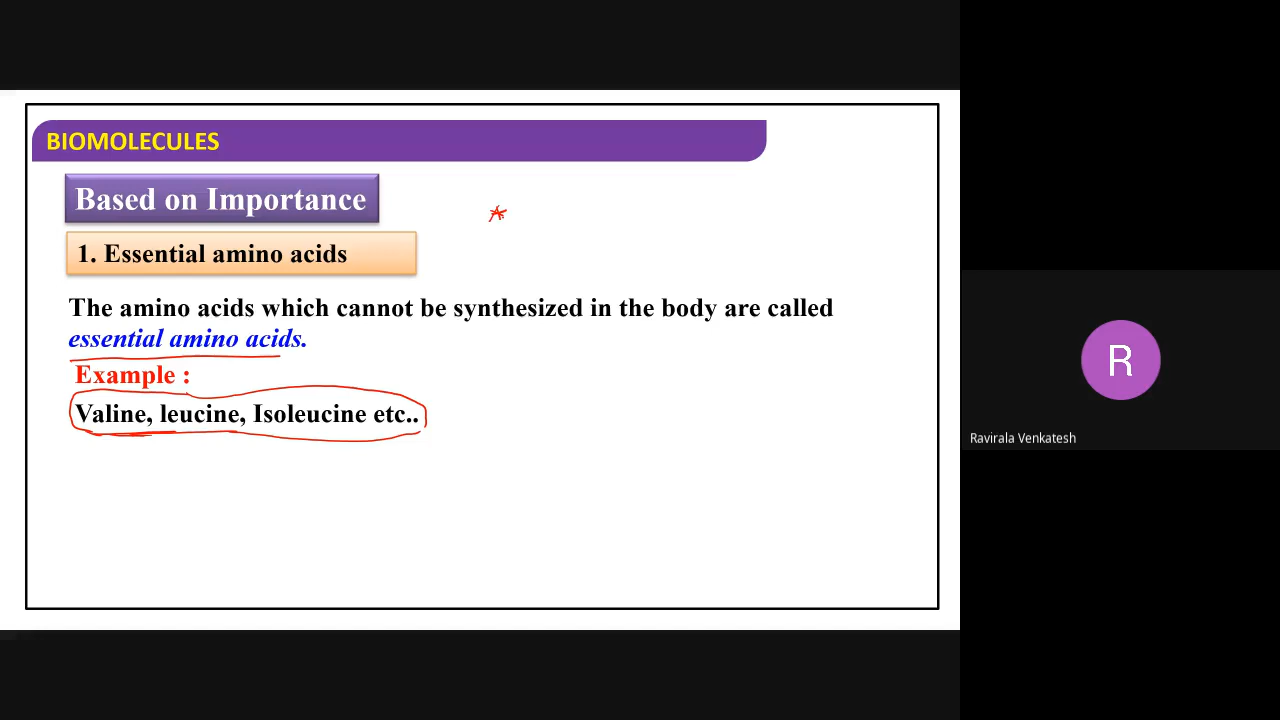 BIOMOLECULES
Based on Importance
1. Essential amino acids
The amino acids which cannot be synthesized in the body are called
essential amino acids.
Example :
Valine, leucine, Isoleucine etc..
R
Ravirala Venkatesh